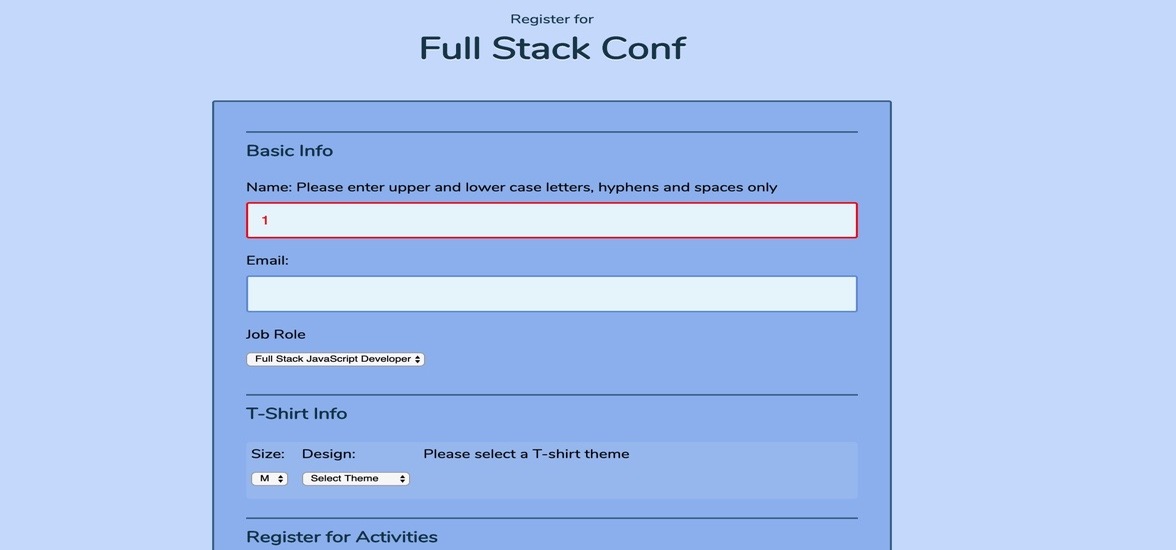 Register for
Full Stack Conf
Basic Info
Name: Please enter upper and lower case letters, hyphens and spaces only
1
Email:
Job Role
Full Stack JavaScript Developer
T-Shirt Info
Size: Design: Please select a T-shirt theme
M Select Theme
Register for Activities